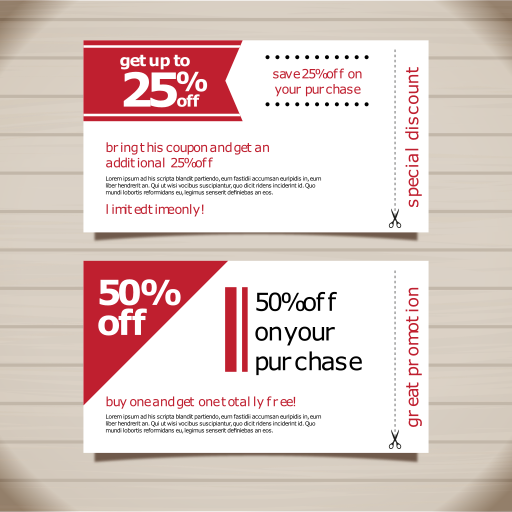 get up to
25%
off
save 25% off on
your purchase
bring this coupon and get an
additional 25% off
Lorem ipsum ad his scripta blandit partiendo, eum fastidii accumsan euripidis in, eum
liber hendrerit an. Qui ut wisi vocibus suscipiantur, quo dicit ridens inciderint id. Quo
mundi lobortis reformidans eu, legimus senserit definiebas an eos.
limited time only!
special discount
50%
off
50% off
on your
purchase
buy one and get one totally free!
Lorem ipsum ad his scripta blandit partiendo, eum fastidii accumsan euripidis in, eum
liber hendrerit an. Qui ut wisi vocibus suscipiantur, quo dicit ridens inciderint id. Quo
mundi lobortis reformidans eu, legimus senserit definiebas an eos.
great promotion